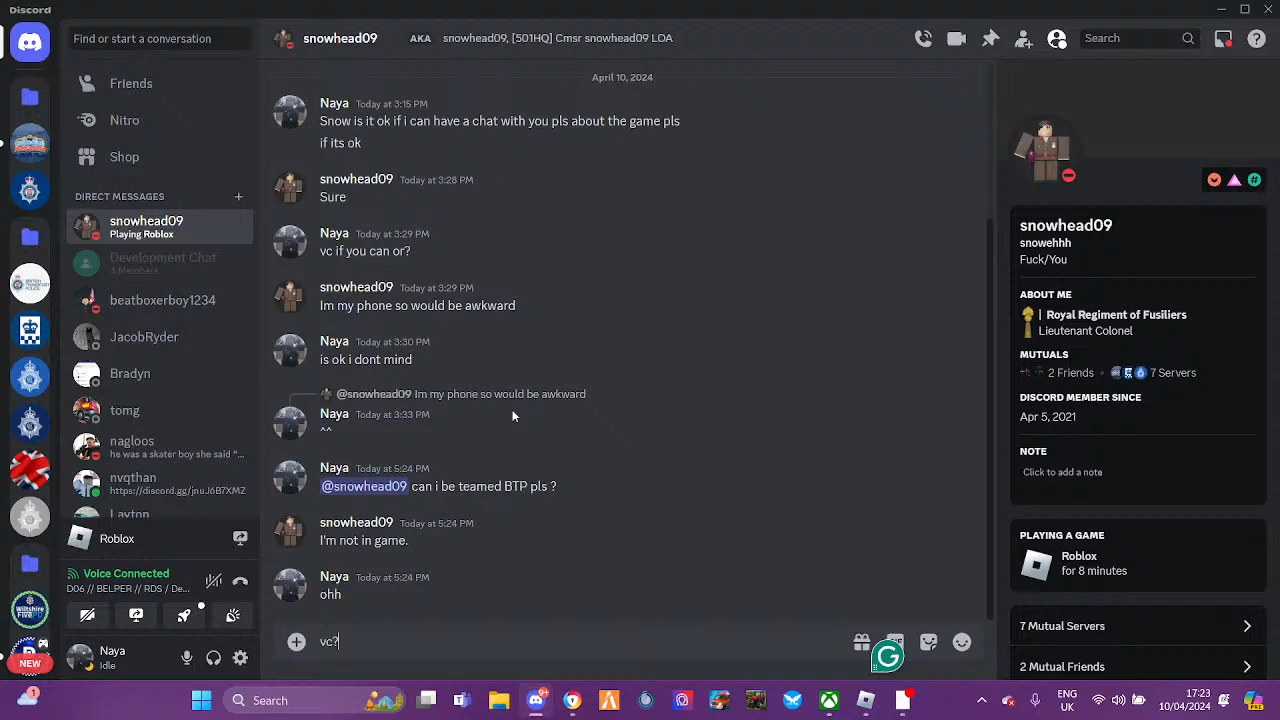 Discord
Find or start a conversation
Friends
Nitro
Shop
DIRECT MESSAGES
snowhead09
Playing Roblox
Development Chat
3 Members
beatboxerboy1234
JacobRyder
Bradyn
tomg
nagloos
he was a skater boy she said “...
nvqthan
https://discord.gg/jnuJ6B7XMZ
Layton
Roblox
Voice Connected
D06 // BELPER // RDS / De...
Naya
Idle
NEW
snowhead09
AKA
snowhead09, [501HQ] Cmsr snowhead09 LOA
Search
April 10, 2024
Naya Today at 3:15 PM
Snow is it ok if i can have a chat with you pls about the game pls
if its ok
snowhead09 Today at 3:28 PM
Sure
Naya Today at 3:29 PM
vc if you can or?
snowhead09 Today at 3:29 PM
Im my phone so would be awkward
Naya Today at 3:30 PM
is ok i dont mind
@snowhead09 Im my phone so would be awkward
Naya Today at 3:33 PM
^^
Naya Today at 5:24 PM
@snowhead09 can i be teamed BTP pls ?
snowhead09 Today at 5:24 PM
I'm not in game.
Naya Today at 5:24 PM
ohh
vc?
snowhead09
snowehhh
Fuck/You
ABOUT ME
| Royal Regiment of Fusiliers
Lieutenant Colonel
MUTUALS
2 Friends • 7 Servers
DISCORD MEMBER SINCE
Apr 5, 2021
NOTE
Click to add a note
PLAYING A GAME
Roblox
for 8 minutes
7 Mutual Servers
2 Mutual Friends
1
Search
9+
ENG
UK
17:23
10/04/2024